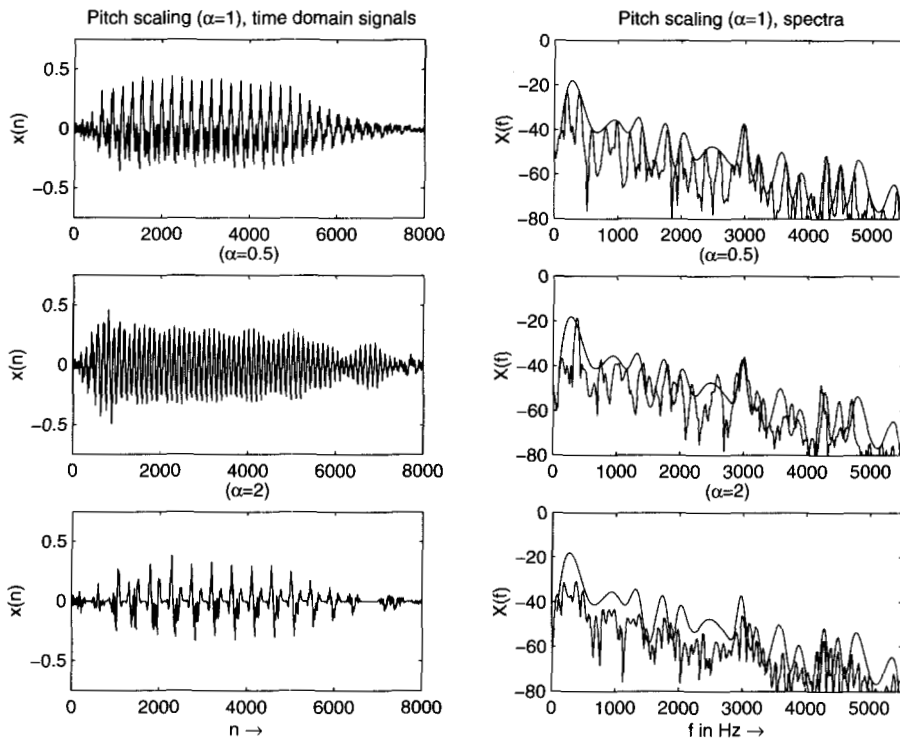 Pitch scaling (α=1), time domain signals
0.5
0
−0.5
x(n)
0 2000 4000 6000 8000
(α=0.5)
0.5
0
−0.5
x(n)
0 2000 4000 6000 8000
(α=2)
0.5
0
−0.5
x(n)
0 2000 4000 6000 8000
n →
Pitch scaling (α=1), spectra
0
−20
−40
−60
−80
X(f)
0 1000 2000 3000 4000 5000
(α=0.5)
0
−20
−40
−60
−80
X(f)
0 1000 2000 3000 4000 5000
(α=2)
0
−20
−40
−60
−80
X(f)
0 1000 2000 3000 4000 5000
f in Hz →